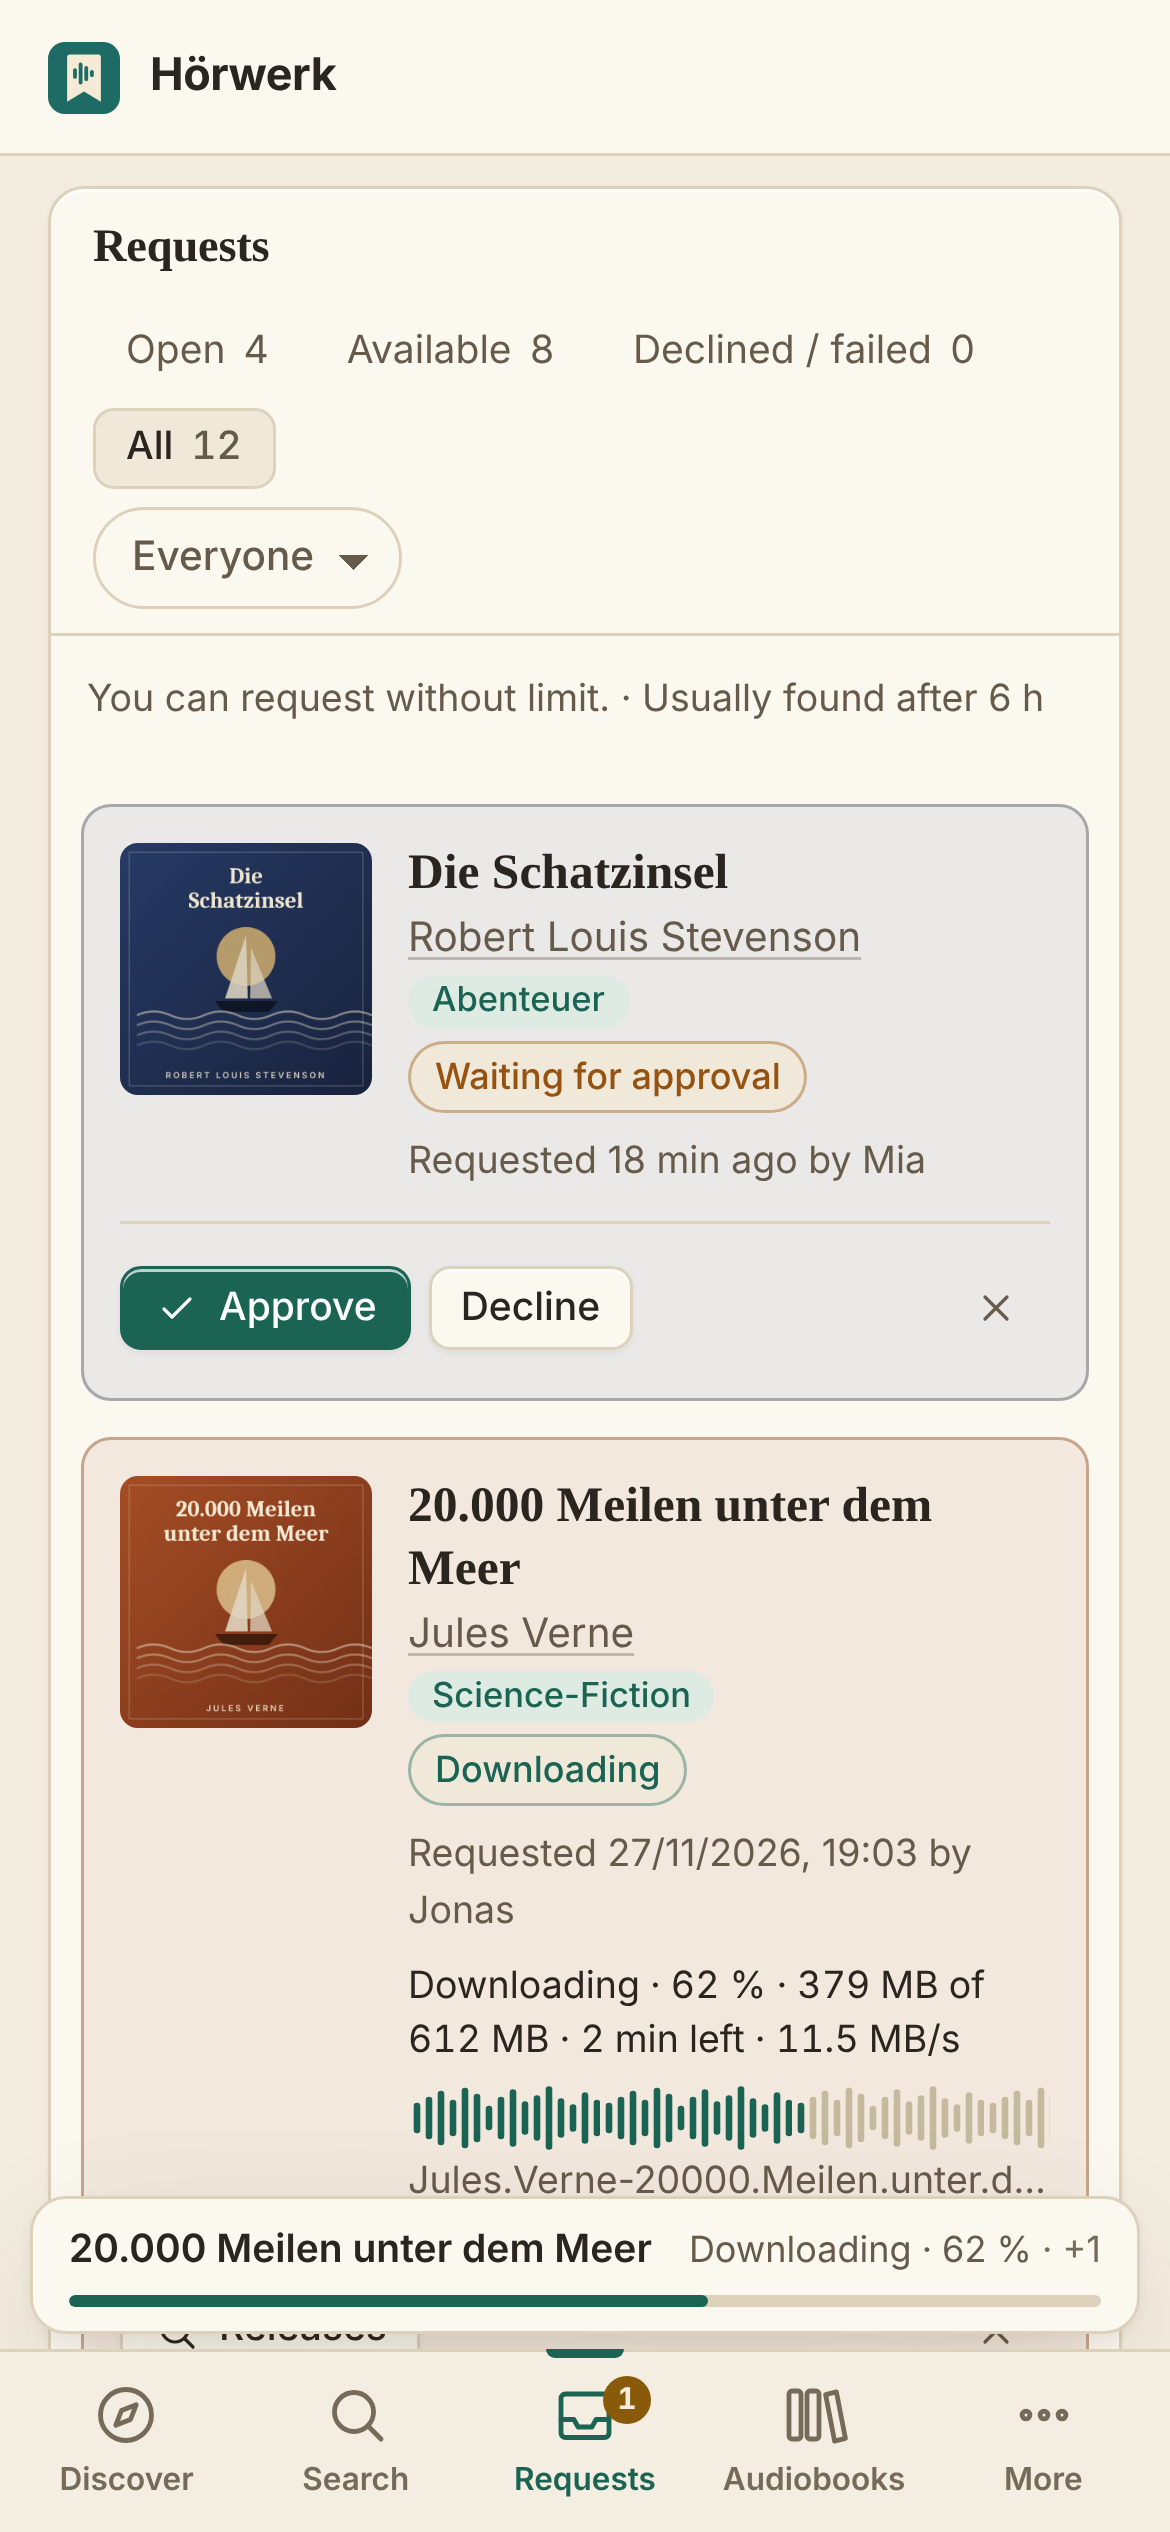 Hörwerk
Requests
Open 4 Available 8 Declined / failed 0
All 12
Everyone
You can request without limit. · Usually found after 6 h
Die
Schatzinsel
ROBERT LOUIS STEVENSON
Die Schatzinsel
Robert Louis Stevenson
Abenteuer
Waiting for approval
Requested 18 min ago by Mia
Approve Decline
20.000 Meilen
unter dem Meer
JULES VERNE
20.000 Meilen unter dem
Meer
Jules Verne
Science-Fiction
Downloading
Requested 27/11/2026, 19:03 by
Jonas
Downloading · 62 % · 379 MB of
612 MB · 2 min left · 11.5 MB/s
Jules.Verne-20000.Meilen.unter.d...
20.000 Meilen unter dem Meer Downloading · 62 % · +1
Releases
1
Discover Search Requests Audiobooks More